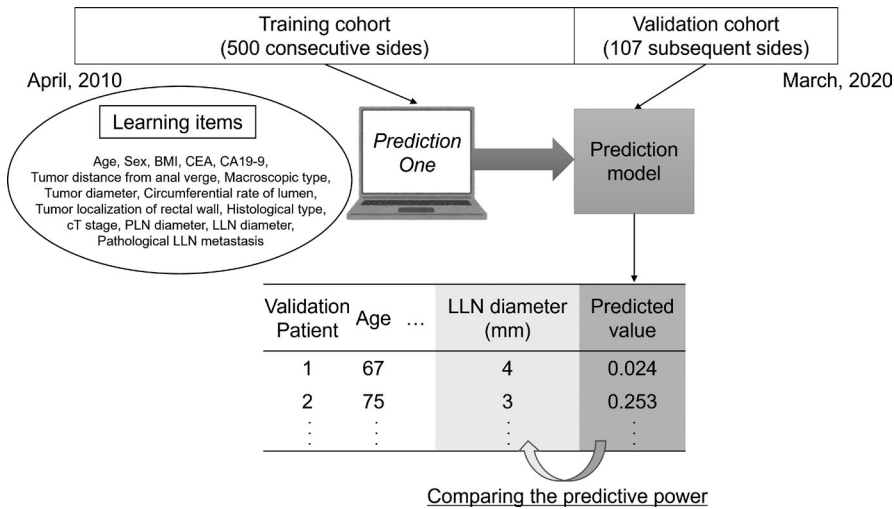 Training cohort
(500 consecutive sides)
Validation cohort
(107 subsequent sides)
April, 2010
March, 2020
Learning items
Age, Sex, BMI, CEA, CA19-9,
Tumor distance from anal verge, Macroscopic type,
Tumor diameter, Circumferential rate of lumen,
Tumor localization of rectal wall, Histological type,
cT stage, PLN diameter, LLN diameter,
Pathological LLN metastasis
Prediction
One
Prediction
model
Validation
Patient
Age
...
LLN diameter
(mm)
Predicted
value
1 67 4 0.024
2 75 3 0.253
⋮ ⋮ ⋮ ⋮
Comparing the predictive power